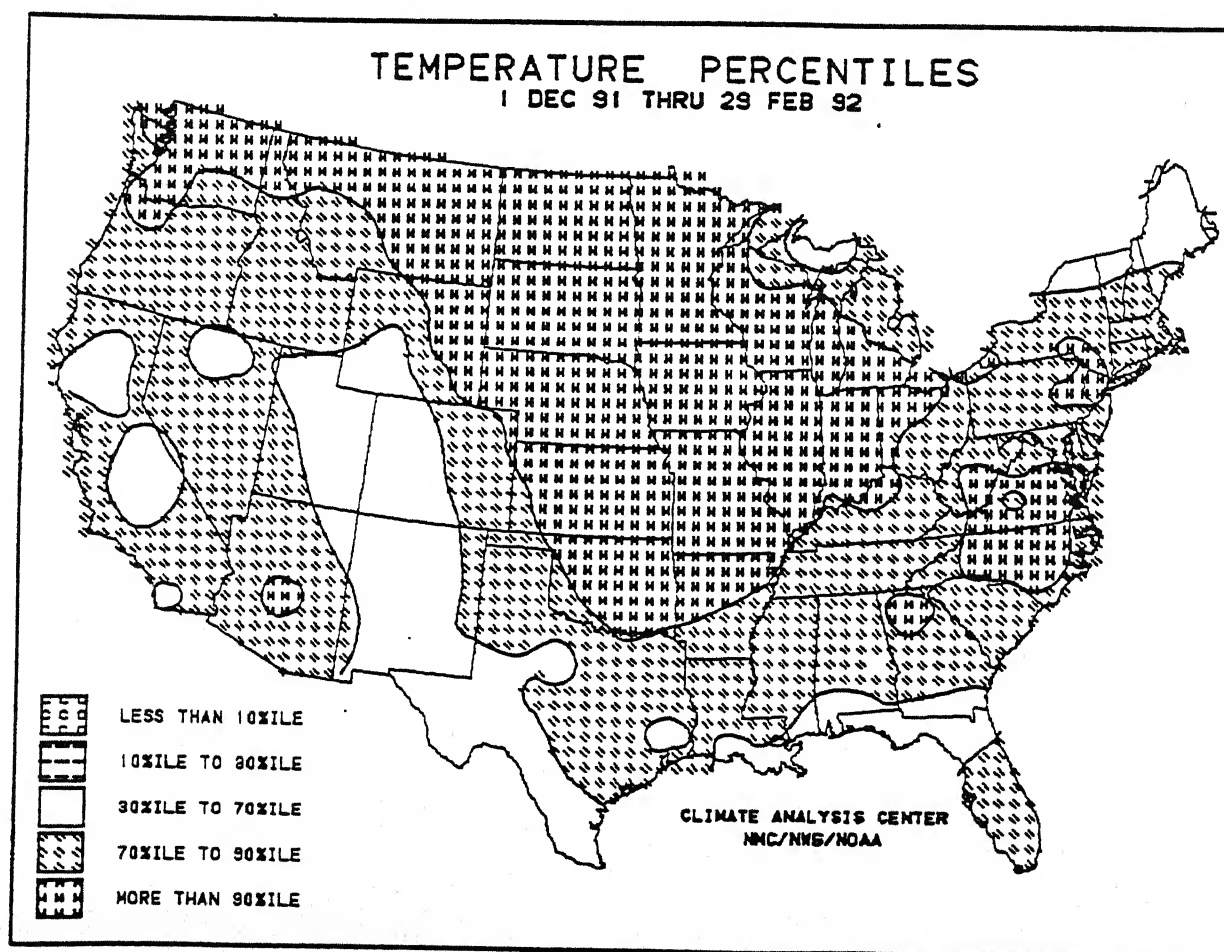 TEMPERATURE PERCENTILES
1 DEC 91 THRU 29 FEB 92
LESS THAN 10%ILE
10%ILE TO 30%ILE
30%ILE TO 70%ILE
70%ILE TO 90%ILE
MORE THAN 90%ILE
CLIMATE ANALYSIS CENTER
NMC/NWS/NOAA